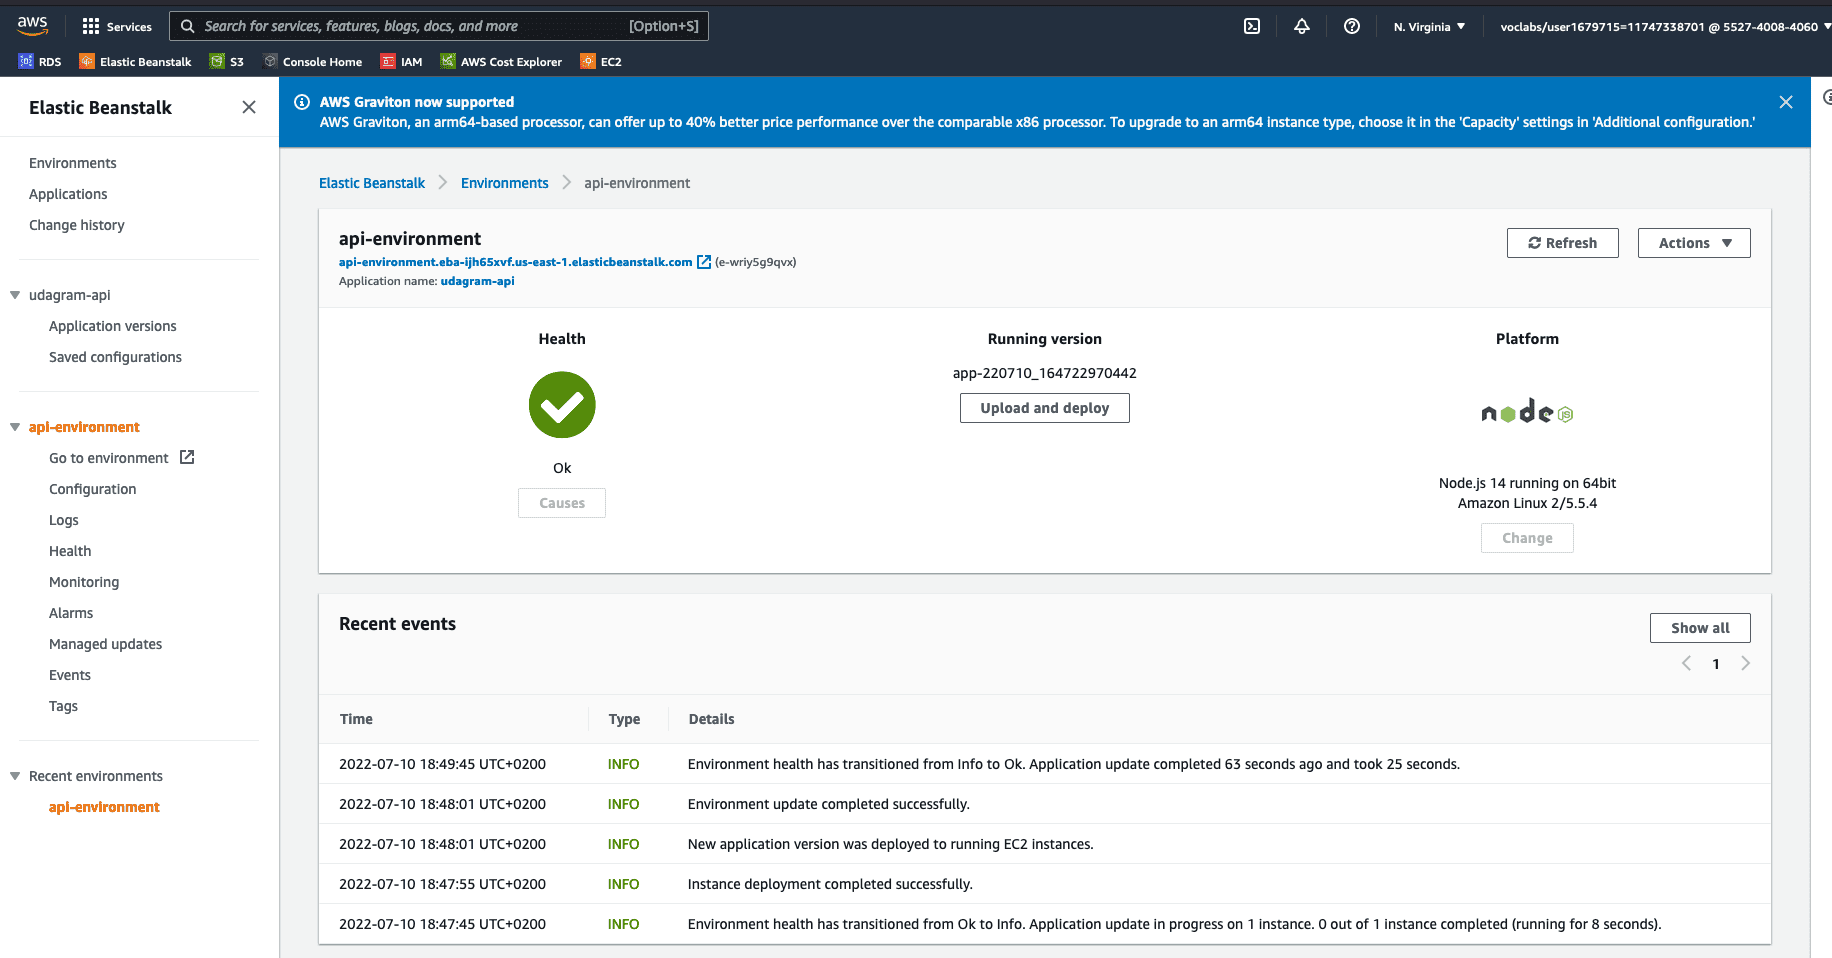 aws
Services
Search for services, features, blogs, docs, and more
[Option+S]
N. Virginia
voclabs/user1679715=11747338701 @ 5527-4008-4060
RDS
Elastic Beanstalk
S3
Console Home
IAM
AWS Cost Explorer
EC2
Elastic Beanstalk
Environments
Applications
Change history
udagram-api
Application versions
Saved configurations
api-environment
Go to environment
Configuration
Logs
Health
Monitoring
Alarms
Managed updates
Events
Tags
Recent environments
api-environment
AWS Graviton now supported
AWS Graviton, an arm64-based processor, can offer up to 40% better price performance over the comparable x86 processor. To upgrade to an arm64 instance type, choose it in the 'Capacity' settings in 'Additional configuration.'
Elastic Beanstalk
Environments
api-environment
api-environment
api-environment.eba-ijh65xvf.us-east-1.elasticbeanstalk.com (e-wriy5g9qvx)
Application name: udagram-api
Refresh
Actions
Health
Ok
Causes
Running version
app-220710_164722970442
Upload and deploy
Platform
node JS
Node.js 14 running on 64bit
Amazon Linux 2/5.5.4
Change
Recent events
Show all
1
Time Type Details
2022-07-10 18:49:45 UTC+0200 INFO Environment health has transitioned from Info to Ok. Application update completed 63 seconds ago and took 25 seconds.
2022-07-10 18:48:01 UTC+0200 INFO Environment update completed successfully.
2022-07-10 18:48:01 UTC+0200 INFO New application version was deployed to running EC2 instances.
2022-07-10 18:47:55 UTC+0200 INFO Instance deployment completed successfully.
2022-07-10 18:47:45 UTC+0200 INFO Environment health has transitioned from Ok to Info. Application update in progress on 1 instance. 0 out of 1 instance completed (running for 8 seconds).